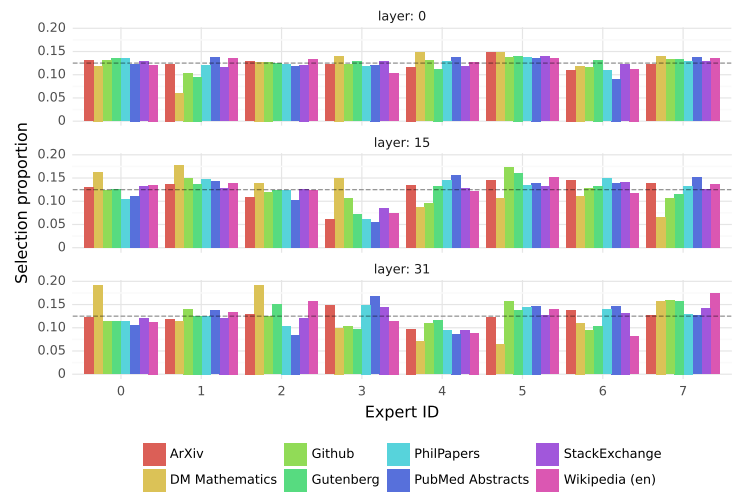 layer: 0
0.20
0.15
0.10
0.05
0
layer: 15
0.20
0.15
0.10
0.05
0
Selection proportion
layer: 31
0.20
0.15
0.10
0.05
0
0 1 2 3 4 5 6 7
Expert ID
ArXiv Github PhilPapers StackExchange
DM Mathematics Gutenberg PubMed Abstracts Wikipedia (en)